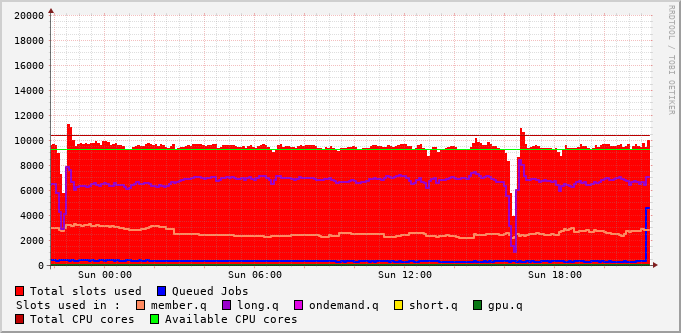 20000
18000
16000
14000
12000
10000
8000
6000
4000
2000
0
Sun 00:00 Sun 06:00 Sun 12:00 Sun 18:00
RRDTOOL / TOBI OETIKER
Total slots used Queued Jobs
Slots used in : member.q long.q ondemand.q short.q gpu.q
Total CPU cores Available CPU cores